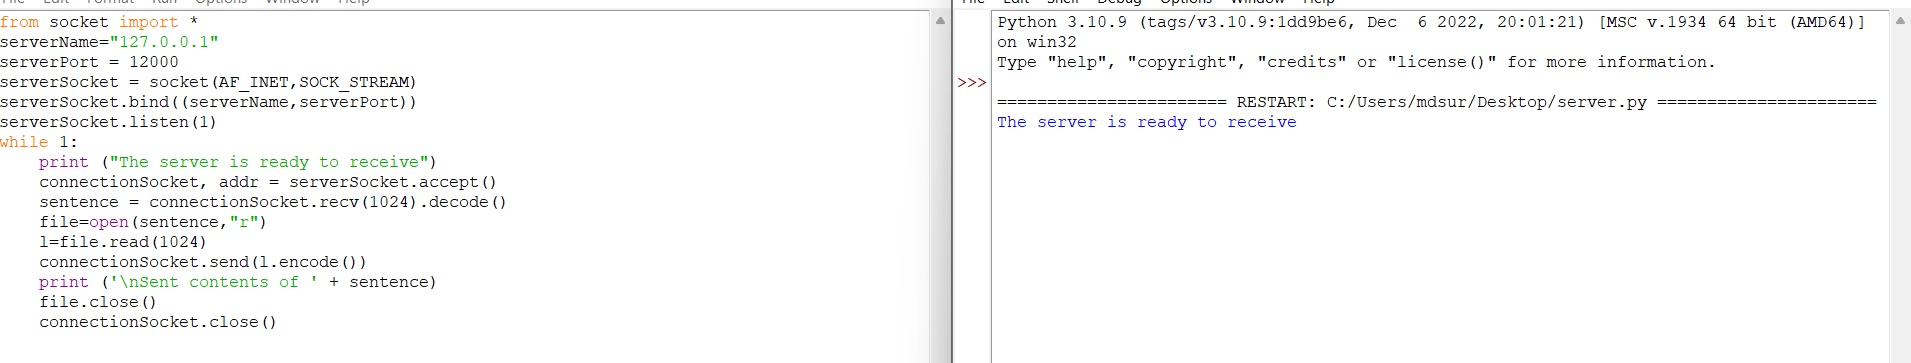 from socket import *
serverName="127.0.0.1"
serverPort = 12000
serverSocket = socket(AF_INET,SOCK_STREAM)
serverSocket.bind((serverName,serverPort))
serverSocket.listen(1)
while 1:
    print ("The server is ready to receive")
    connectionSocket, addr = serverSocket.accept()
    sentence = connectionSocket.recv(1024).decode()
    file=open(sentence,"r")
    l=file.read(1024)
    connectionSocket.send(l.encode())
    print ('\nSent contents of ' + sentence)
    file.close()
    connectionSocket.close()
Python 3.10.9 (tags/v3.10.9:1dd9be6, Dec  6 2022, 20:01:21) [MSC v.1934 64 bit (AMD64)]
on win32
Type "help", "copyright", "credits" or "license()" for more information.
>>>
======================= RESTART: C:/Users/mdsur/Desktop/server.py ======================
The server is ready to receive